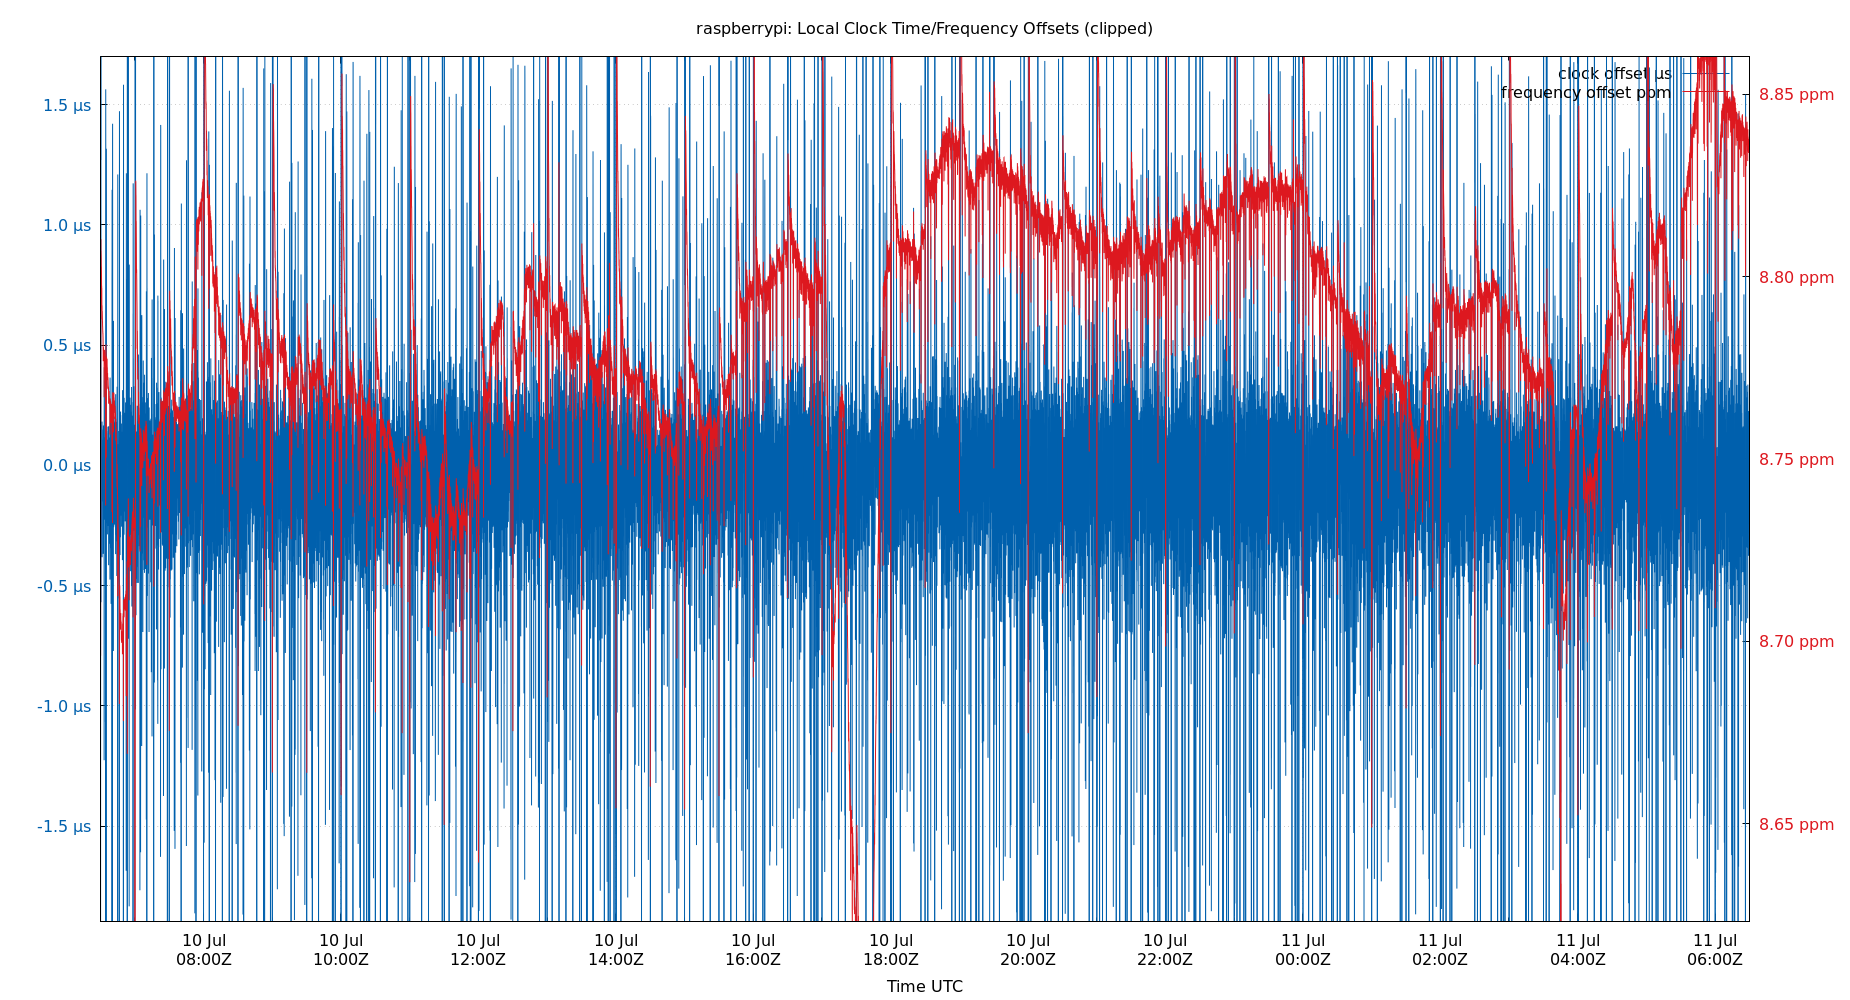 raspberrypi: Local Clock Time/Frequency Offsets (clipped)
clock offset µs
frequency offset ppm
1.5 µs
1.0 µs
0.5 µs
0.0 µs
-0.5 µs
-1.0 µs
-1.5 µs
8.85 ppm
8.80 ppm
8.75 ppm
8.70 ppm
8.65 ppm
10 Jul 10 Jul 10 Jul 10 Jul 10 Jul 10 Jul 10 Jul 10 Jul 11 Jul 11 Jul 11 Jul 11 Jul
08:00Z 10:00Z 12:00Z 14:00Z 16:00Z 18:00Z 20:00Z 22:00Z 00:00Z 02:00Z 04:00Z 06:00Z
Time UTC